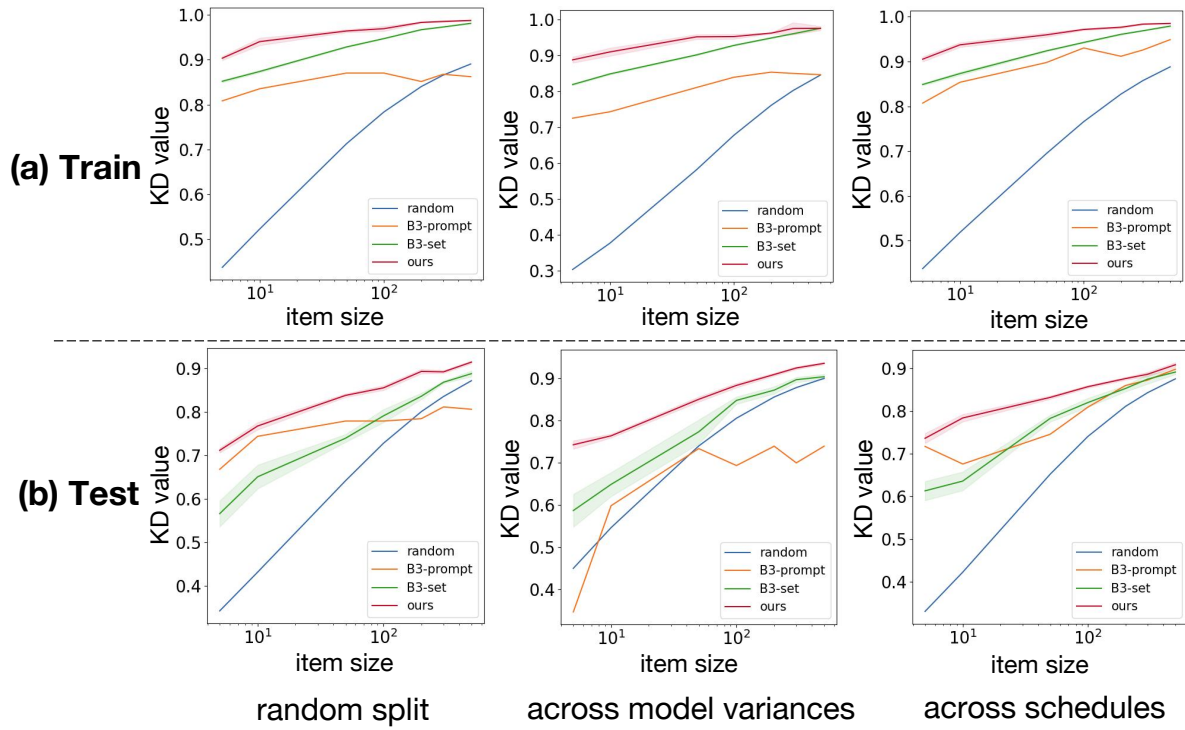 (a) Train
KD value
1.0
0.9
0.8
0.7
0.6
0.5
10¹
10²
item size
random
B3-prompt
B3-set
ours
KD value
1.0
0.9
0.8
0.7
0.6
0.5
0.4
0.3
10¹
10²
item size
random
B3-prompt
B3-set
ours
KD value
1.0
0.9
0.8
0.7
0.6
0.5
10¹
10²
item size
random
B3-prompt
B3-set
ours
(b) Test
KD value
0.9
0.8
0.7
0.6
0.5
0.4
10¹
10²
item size
random
B3-prompt
B3-set
ours
random split
KD value
0.9
0.8
0.7
0.6
0.5
0.4
10¹
10²
item size
random
B3-prompt
B3-set
ours
across model variances
KD value
0.9
0.8
0.7
0.6
0.5
0.4
10¹
10²
item size
random
B3-prompt
B3-set
ours
across schedules